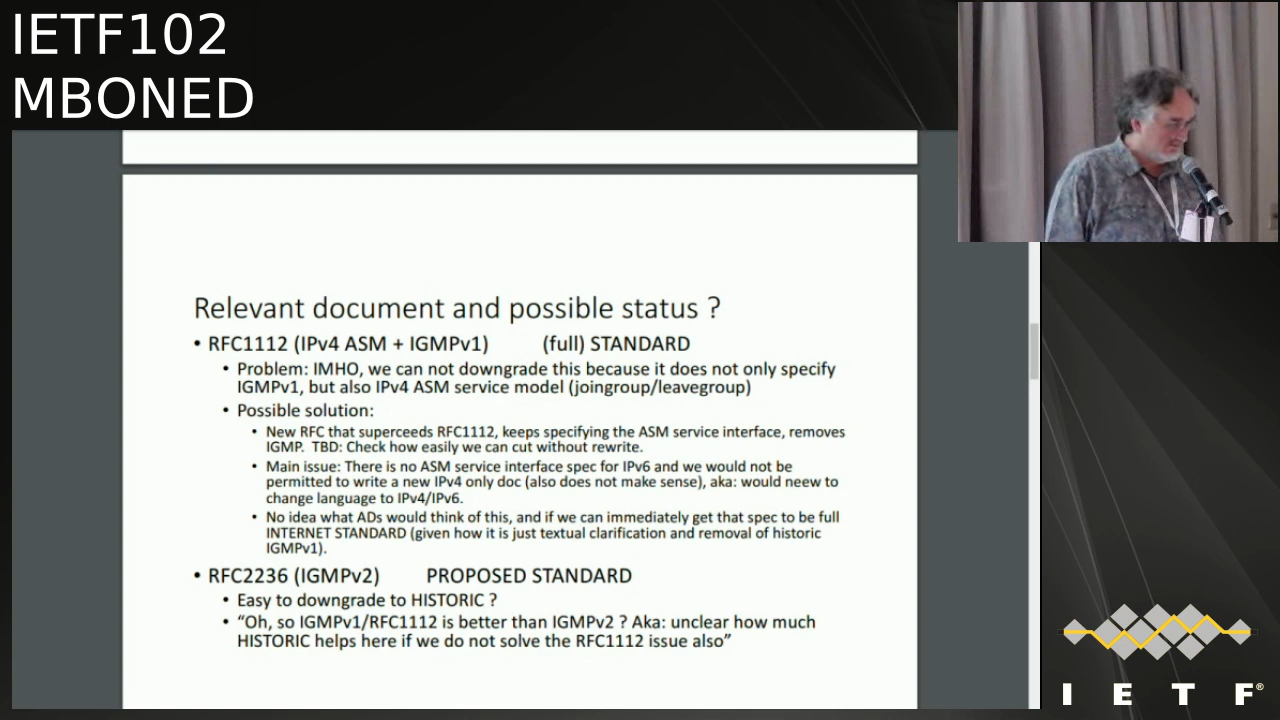 IETF102
MBONED
Relevant document and possible status ?
• RFC1112 (IPv4 ASM + IGMPv1) (full) STANDARD
• Problem: IMHO, we can not downgrade this because it does not only specify
IGMPv1, but also IPv4 ASM service model (joingroup/leavegroup)
• Possible solution:
• New RFC that superceeds RFC1112, keeps specifying the ASM service interface, removes
IGMP. TBD: Check how easily we can cut without rewrite.
• Main issue: There is no ASM service interface spec for IPv6 and we would not be
permitted to write a new IPv4 only doc (also does not make sense), aka: would neew to
change language to IPv4/IPv6.
• No idea what ADs would think of this, and if we can immediately get that spec to be full
INTERNET STANDARD (given how it is just textual clarification and removal of historic
IGMPv1).
• RFC2236 (IGMPv2) PROPOSED STANDARD
• Easy to downgrade to HISTORIC ?
• “Oh, so IGMPv1/RFC1112 is better than IGMPv2 ? Aka: unclear how much
HISTORIC helps here if we do not solve the RFC1112 issue also”
I E T F®